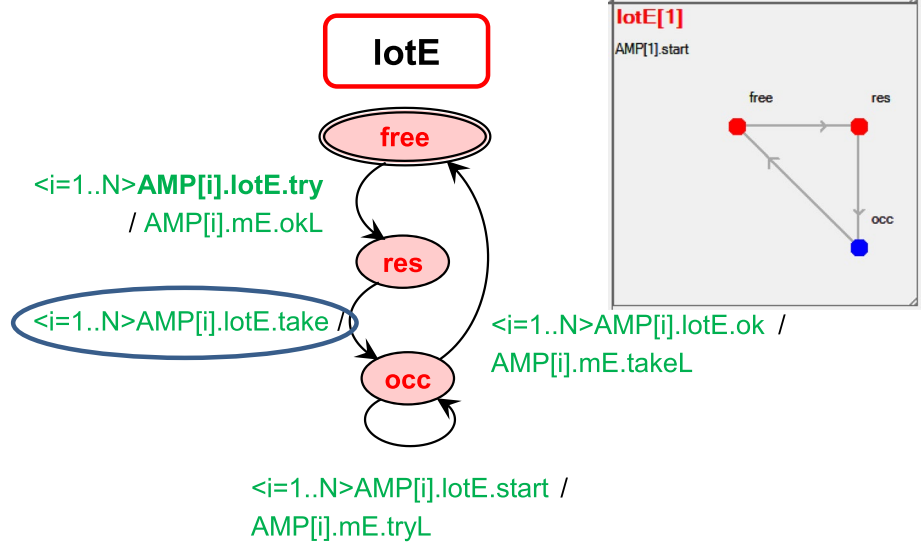 lotE
free
<i=1..N>AMP[i].lotE.try
/ AMP[i].mE.okL
res
<i=1..N>AMP[i].lotE.take /
<i=1..N>AMP[i].lotE.ok /
AMP[i].mE.takeL
occ
<i=1..N>AMP[i].lotE.start /
AMP[i].mE.tryL
lotE[1]
AMP[1].start
free
res
occ